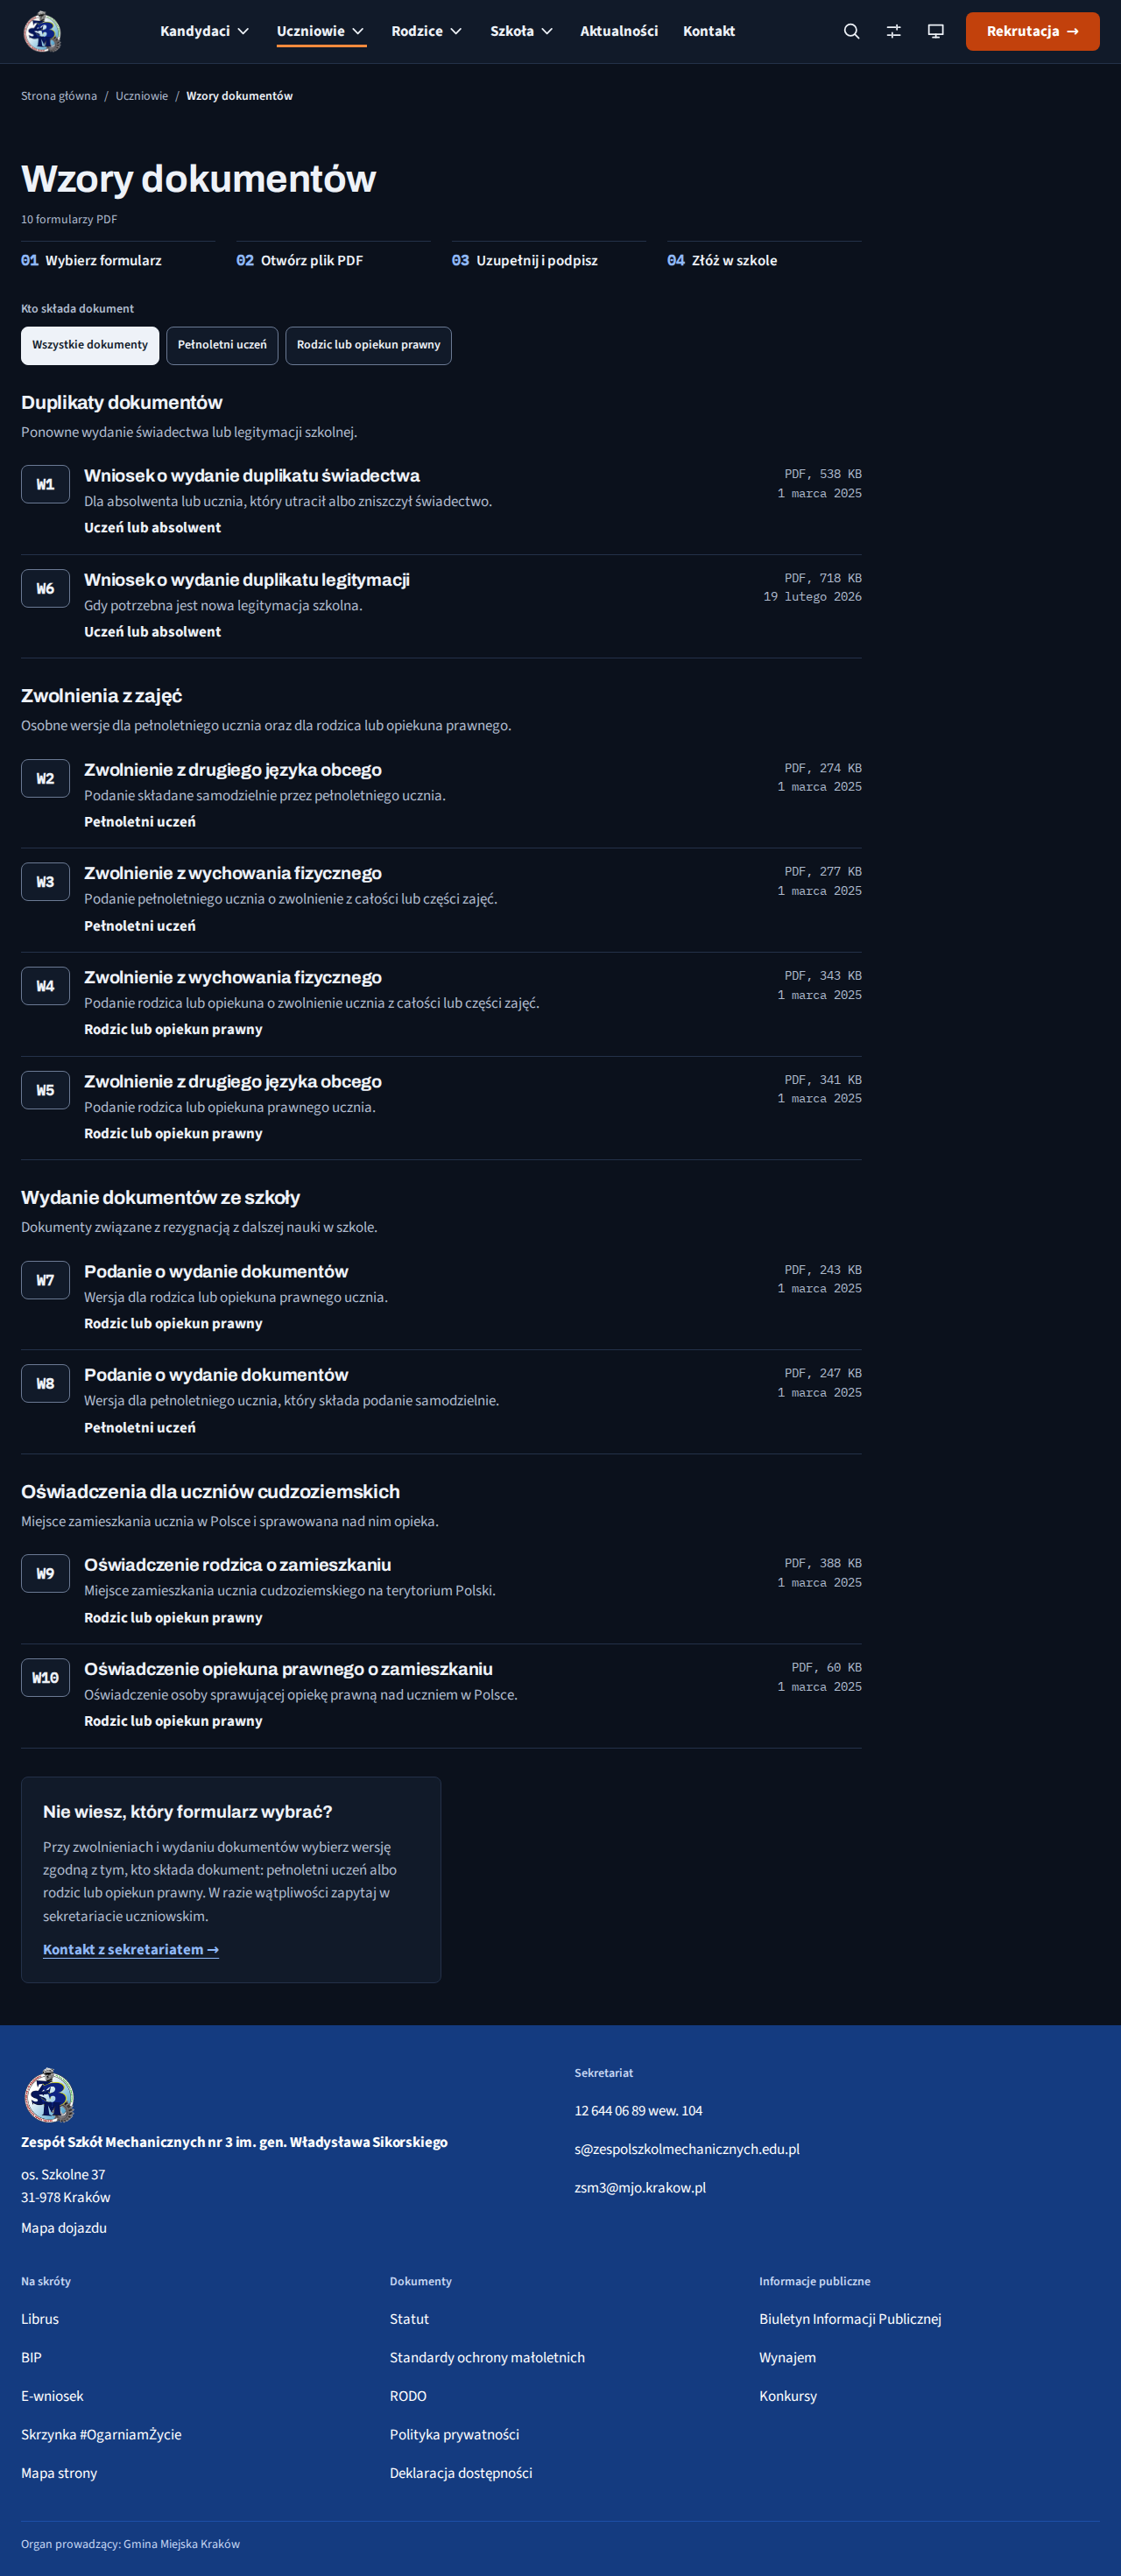 Kandydaci
Uczniowie
Rodzice
Szkoła
Aktualności
Kontakt
Rekrutacja →
Strona główna / Uczniowie / Wzory dokumentów
Wzory dokumentów
10 formularzy PDF
01 Wybierz formularz
02 Otwórz plik PDF
03 Uzupełnij i podpisz
04 Złóż w szkole
Kto składa dokument
Wszystkie dokumenty
Pełnoletni uczeń
Rodzic lub opiekun prawny
Duplikaty dokumentów
Ponowne wydanie świadectwa lub legitymacji szkolnej.
W1
Wniosek o wydanie duplikatu świadectwa
Dla absolwenta lub ucznia, który utracił albo zniszczył świadectwo.
Uczeń lub absolwent
PDF, 538 KB
1 marca 2025
W6
Wniosek o wydanie duplikatu legitymacji
Gdy potrzebna jest nowa legitymacja szkolna.
Uczeń lub absolwent
PDF, 718 KB
19 lutego 2026
Zwolnienia z zajęć
Osobne wersje dla pełnoletniego ucznia oraz dla rodzica lub opiekuna prawnego.
W2
Zwolnienie z drugiego języka obcego
Podanie składane samodzielnie przez pełnoletniego ucznia.
Pełnoletni uczeń
PDF, 274 KB
1 marca 2025
W3
Zwolnienie z wychowania fizycznego
Podanie pełnoletniego ucznia o zwolnienie z całości lub części zajęć.
Pełnoletni uczeń
PDF, 277 KB
1 marca 2025
W4
Zwolnienie z wychowania fizycznego
Podanie rodzica lub opiekuna o zwolnienie ucznia z całości lub części zajęć.
Rodzic lub opiekun prawny
PDF, 343 KB
1 marca 2025
W5
Zwolnienie z drugiego języka obcego
Podanie rodzica lub opiekuna prawnego ucznia.
Rodzic lub opiekun prawny
PDF, 341 KB
1 marca 2025
Wydanie dokumentów ze szkoły
Dokumenty związane z rezygnacją z dalszej nauki w szkole.
W7
Podanie o wydanie dokumentów
Wersja dla rodzica lub opiekuna prawnego ucznia.
Rodzic lub opiekun prawny
PDF, 243 KB
1 marca 2025
W8
Podanie o wydanie dokumentów
Wersja dla pełnoletniego ucznia, który składa podanie samodzielnie.
Pełnoletni uczeń
PDF, 247 KB
1 marca 2025
Oświadczenia dla uczniów cudzoziemskich
Miejsce zamieszkania ucznia w Polsce i sprawowana nad nim opieka.
W9
Oświadczenie rodzica o zamieszkaniu
Miejsce zamieszkania ucznia cudzoziemskiego na terytorium Polski.
Rodzic lub opiekun prawny
PDF, 388 KB
1 marca 2025
W10
Oświadczenie opiekuna prawnego o zamieszkaniu
Oświadczenie osoby sprawującej opiekę prawną nad uczniem w Polsce.
Rodzic lub opiekun prawny
PDF, 60 KB
1 marca 2025
Nie wiesz, który formularz wybrać?
Przy zwolnieniach i wydaniu dokumentów wybierz wersję
zgodną z tym, kto składa dokument: pełnoletni uczeń albo
rodzic lub opiekun prawny. W razie wątpliwości zapytaj w
sekretariacie uczniowskim.
Kontakt z sekretariatem →
Zespół Szkół Mechanicznych nr 3 im. gen. Władysława Sikorskiego
os. Szkolne 37
31-978 Kraków
Mapa dojazdu
Sekretariat
12 644 06 89 wew. 104
s@zespolszkolmechanicznych.edu.pl
zsm3@mjo.krakow.pl
Na skróty
Librus
BIP
E-wniosek
Skrzynka #OgarniamŻycie
Mapa strony
Dokumenty
Statut
Standardy ochrony małoletnich
RODO
Polityka prywatności
Deklaracja dostępności
Informacje publiczne
Biuletyn Informacji Publicznej
Wynajem
Konkursy
Organ prowadzący: Gmina Miejska Kraków